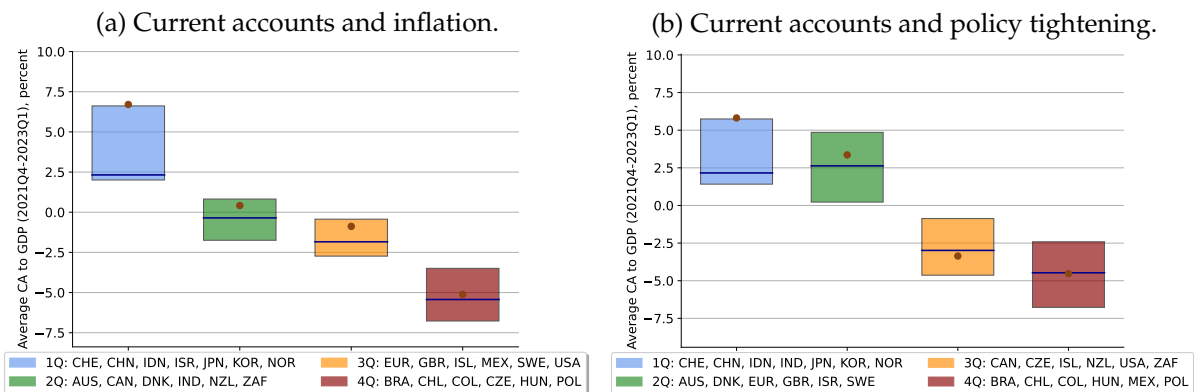 (a) Current accounts and inflation.
Average CA to GDP (2021Q4-2023Q1), percent
10.0
7.5
5.0
2.5
0.0
−2.5
−5.0
−7.5
1Q: CHE, CHN, IDN, ISR, JPN, KOR, NOR
2Q: AUS, CAN, DNK, IND, NZL, ZAF
3Q: EUR, GBR, ISL, MEX, SWE, USA
4Q: BRA, CHL, COL, CZE, HUN, POL
(b) Current accounts and policy tightening.
Average CA to GDP (2021Q4-2023Q1), percent
10.0
7.5
5.0
2.5
0.0
−2.5
−5.0
−7.5
1Q: CHE, CHN, IDN, IND, JPN, KOR, NOR
2Q: AUS, DNK, EUR, GBR, ISR, SWE
3Q: CAN, CZE, ISL, NZL, USA, ZAF
4Q: BRA, CHL, COL, HUN, MEX, POL